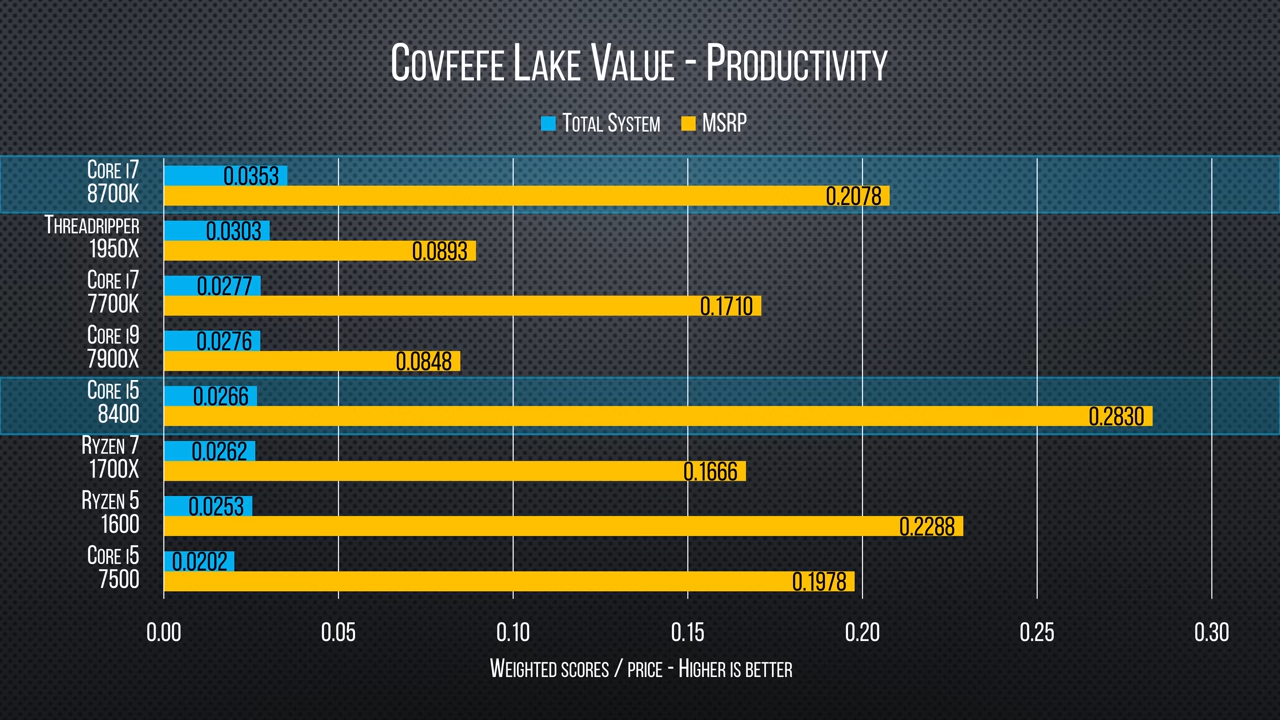 Covfefe Lake Value - Productivity
Total System MSRP
Core i7
8700K
0.0353
0.2078
Threadripper
1950X
0.0303
0.0893
Core i7
7700K
0.0277
0.1710
Core i9
7900X
0.0276
0.0848
Core i5
8400
0.0266
0.2830
Ryzen 7
1700X
0.0262
0.1666
Ryzen 5
1600
0.0253
0.2288
Core i5
7500
0.0202
0.1978
0.00 0.05 0.10 0.15 0.20 0.25 0.30
Weighted scores / price - Higher is better